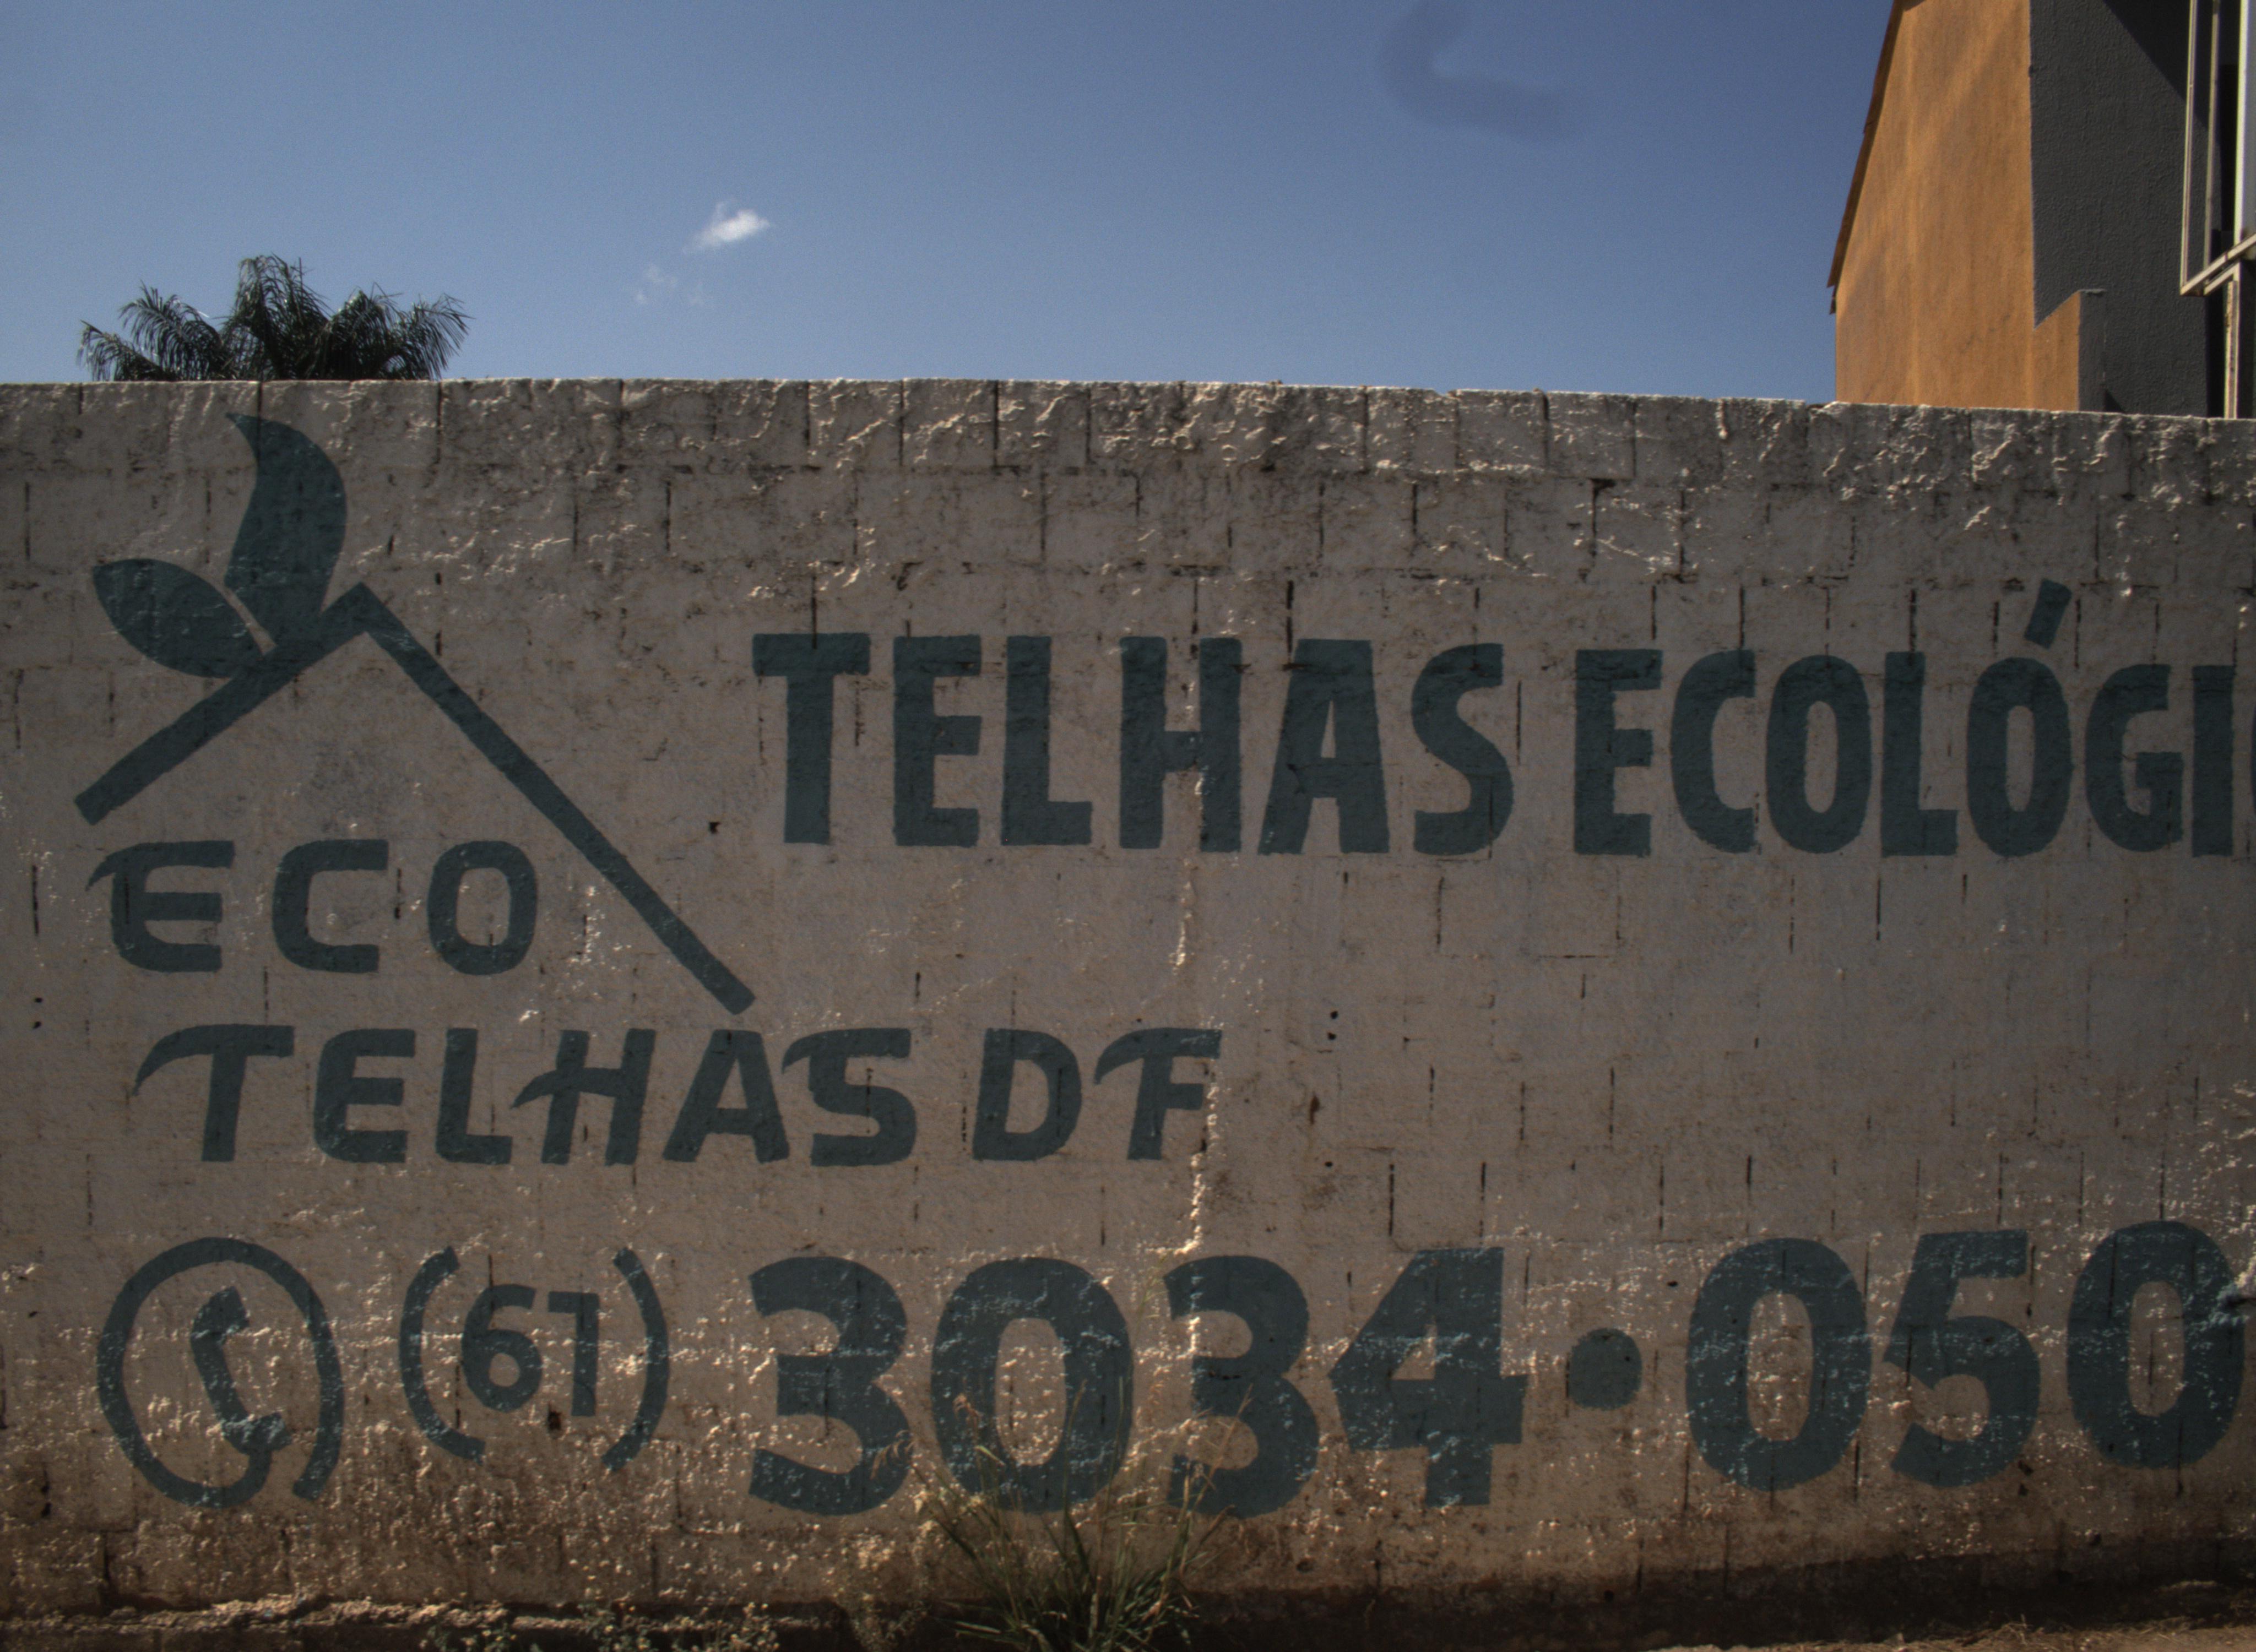 TELHAS ECOLÓGI
ECO
TELHAS DF
(61) 3034·050